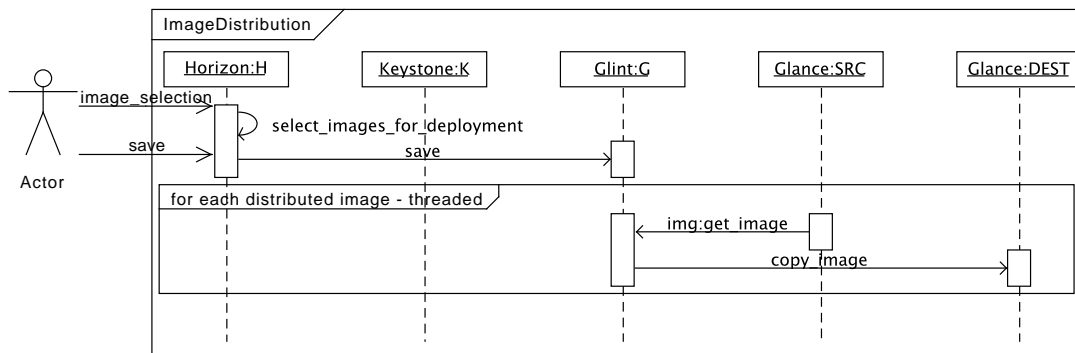 ImageDistribution
Horizon:H
Keystone:K
Glint:G
Glance:SRC
Glance:DEST
image_selection
select_images_for_deployment
save
save
Actor
for each distributed image - threaded
img:get_image
copy_image